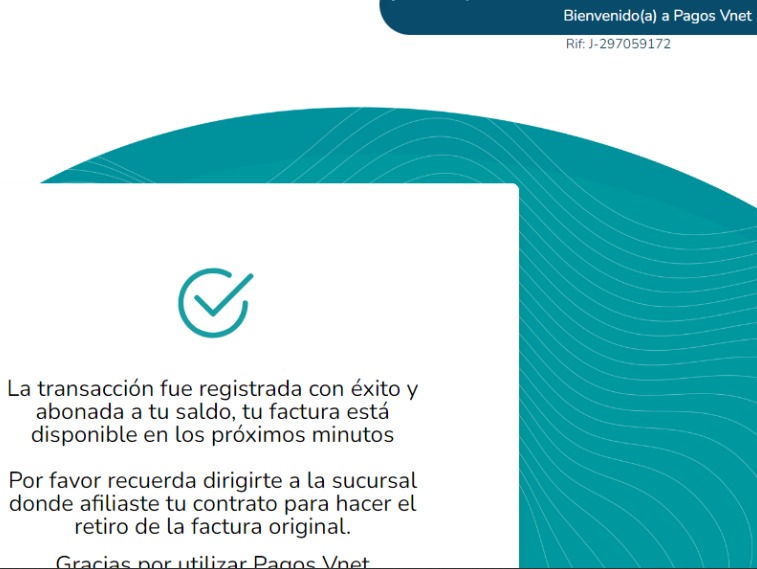 Bienvenido(a) a Pagos Vnet
Rif: J-297059172
La transacción fue registrada con éxito y
abonada a tu saldo, tu factura está
disponible en los próximos minutos
Por favor recuerda dirigirte a la sucursal
donde afiliaste tu contrato para hacer el
retiro de la factura original.
Gracias por utilizar Pagos Vnet